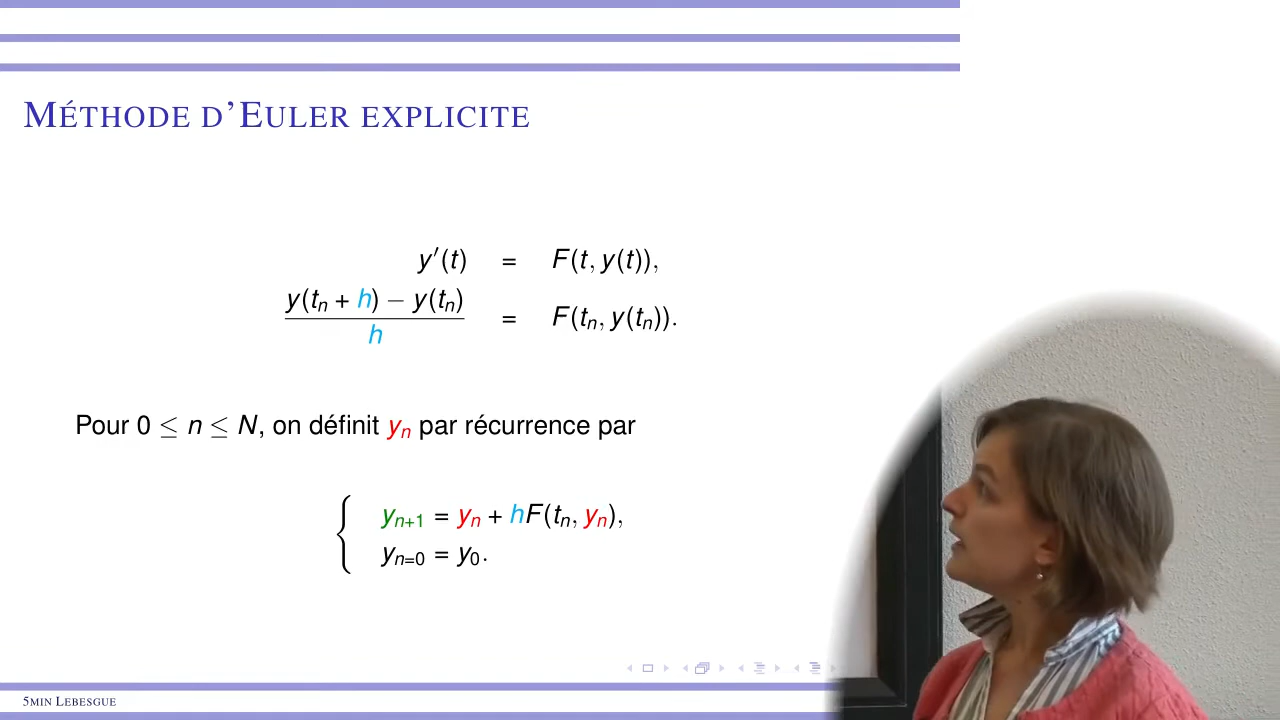 MÉTHODE D'EULER EXPLICITE
y′(t) = F(t, y(t)),
y(tₙ + h) − y(tₙ)
h
= F(tₙ, y(tₙ)).
Pour 0 ≤ n ≤ N, on définit yₙ par récurrence par
yₙ₊₁ = yₙ + hF(tₙ, yₙ),
yₙ₌₀ = y₀.
5MIN LEBESGUE